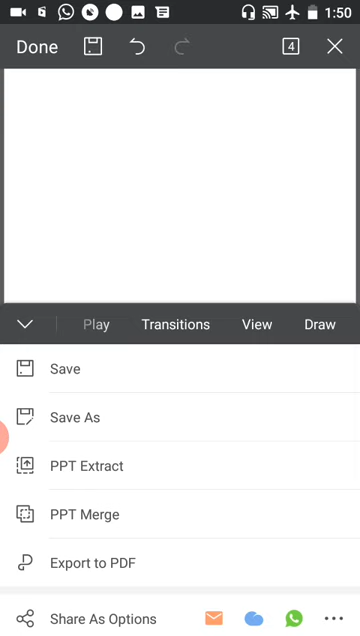 1:50
Done
4
Play Transitions View Draw
Save
Save As
PPT Extract
PPT Merge
Export to PDF
Share As Options